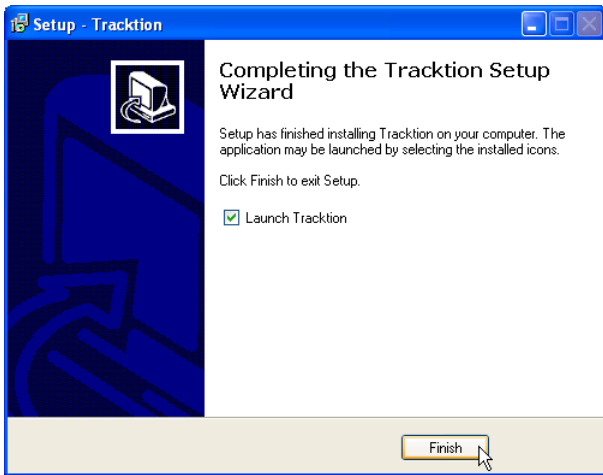 Setup - Tracktion
Completing the Tracktion Setup
Wizard
Setup has finished installing Tracktion on your computer. The
application may be launched by selecting the installed icons.
Click Finish to exit Setup.
Launch Tracktion
Finish